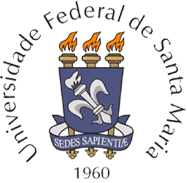 Universidade Federal de Santa Maria
SEDES SAPIENTIÆ
1960